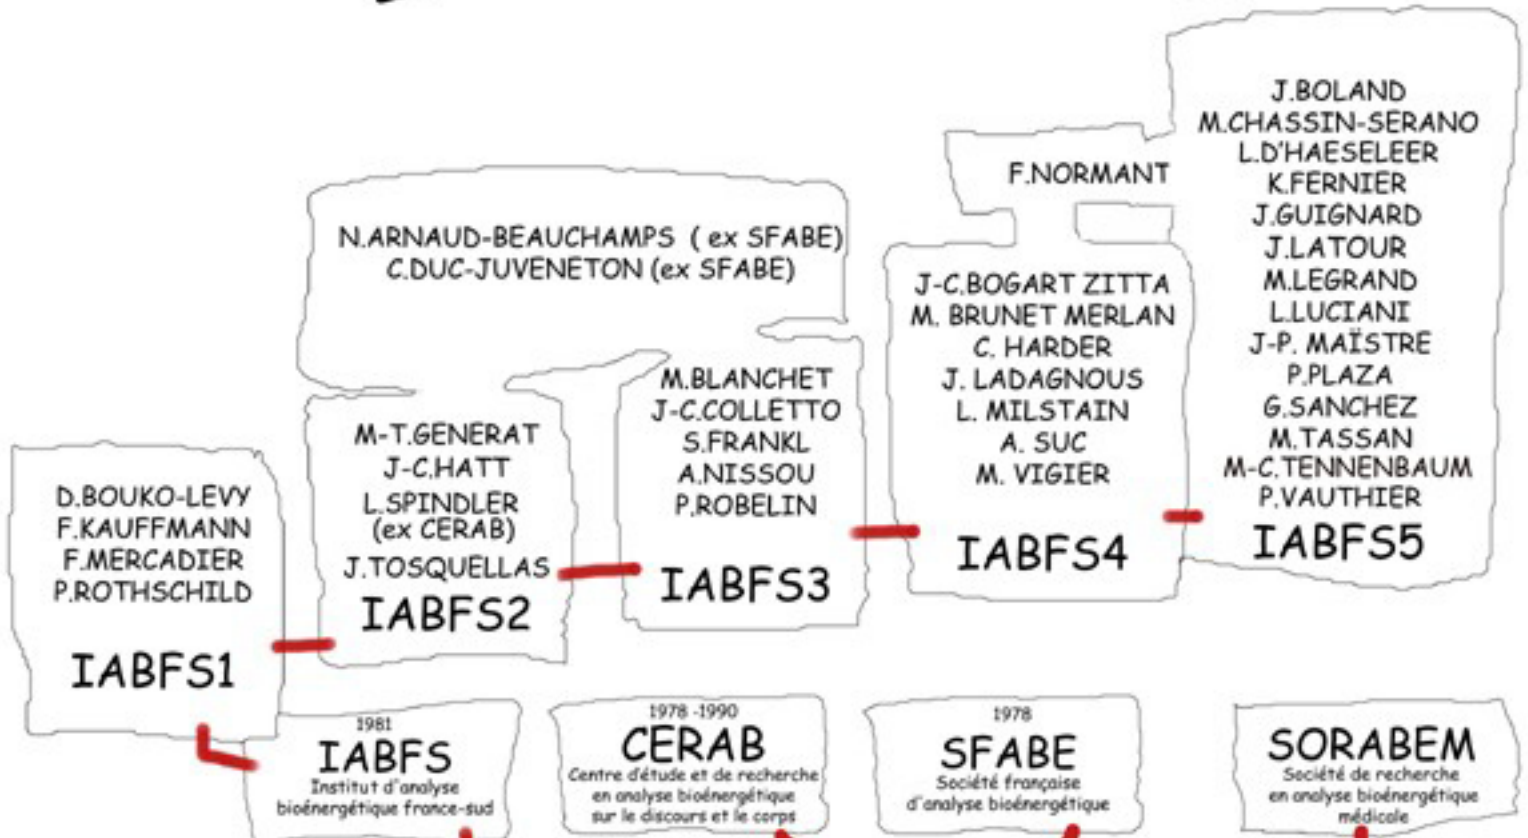 J.BOLAND
M.CHASSIN-SERANO
L.D'HAESELEER
K.FERNIER
J.GUIGNARD
J.LATOUR
M.LEGRAND
L.LUCIANI
J-P. MAÏSTRE
P.PLAZA
G.SANCHEZ
M.TASSAN
M-C.TENNENBAUM
P.VAUTHIER
IABFS5
F.NORMANT
J-C.BOGART ZITTA
M. BRUNET MERLAN
C. HARDER
J. LADAGNOUS
L. MILSTAIN
A. SUC
M. VIGIER
IABFS4
N.ARNAUD-BEAUCHAMPS ( ex SFABE)
C.DUC-JUVENETON (ex SFABE)
M.BLANCHET
J-C.COLLETTO
S.FRANKL
A.NISSOU
P.ROBELIN
IABFS3
M-T.GENERAT
J-C.HATT
L.SPINDLER
(ex CERAB)
J.TOSQUELLAS
IABFS2
D.BOUKO-LEVY
F.KAUFFMANN
F.MERCADIER
P.ROTHSCHILD
IABFS1
1981
IABFS
Institut d'analyse
bioénergétique france-sud
1978 -1990
CERAB
Centre d'étude et de recherche
en analyse bioénergétique
sur le discours et le corps
1978
SFABE
Société française
d'analyse bioénergétique
SORABEM
Société de recherche
en analyse bioénergétique
médicale